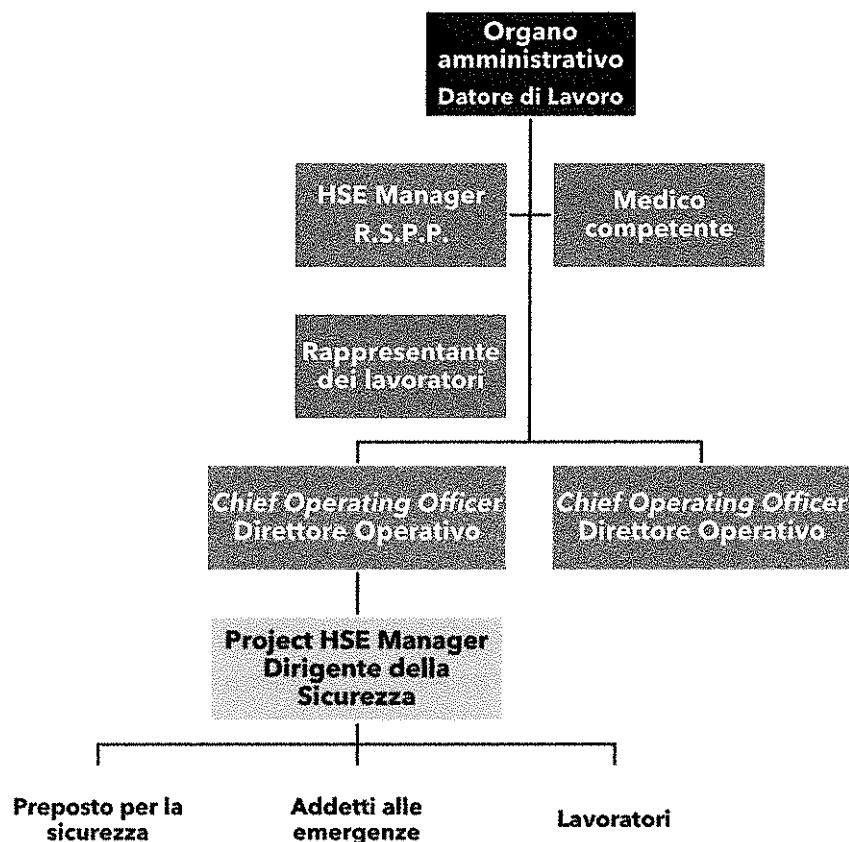 Organo
amministrativo
Datore di Lavoro
HSE Manager
R.S.P.P.
Medico
competente
Rappresentante
dei lavoratori
Chief Operating Officer
Direttore Operativo
Chief Operating Officer
Direttore Operativo
Project HSE Manager
Dirigente della
Sicurezza
Preposto per la
sicurezza
Addetti alle
emergenze
Lavoratori